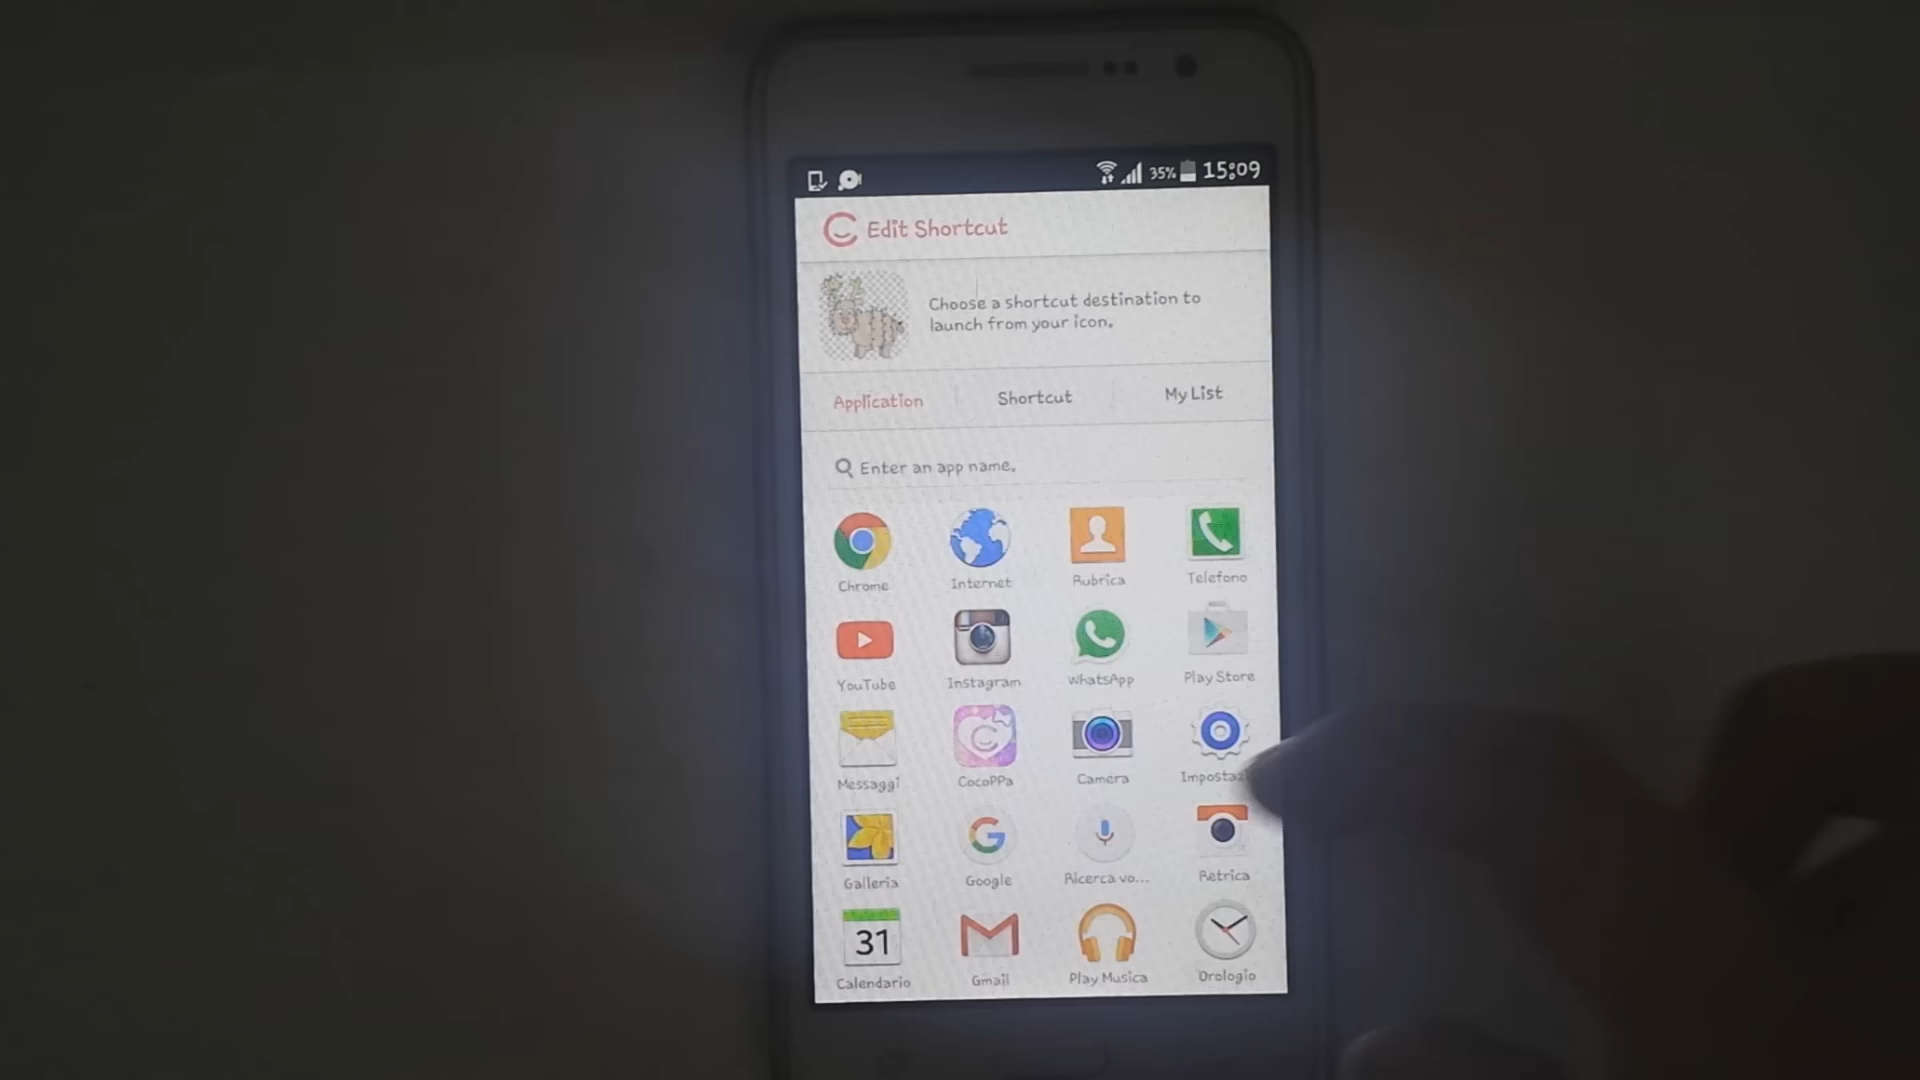 35% 15:09
Edit Shortcut
Choose a shortcut destination to
launch from your icon.
Application Shortcut My List
Enter an app name.
Chrome Internet Rubrica Telefono
YouTube Instagram WhatsApp Play Store
Messaggi CocoPPa Camera Impostaz
Galleria Google Ricerca vo... Retrica
31
Calendario Gmail Play Musica Orologio